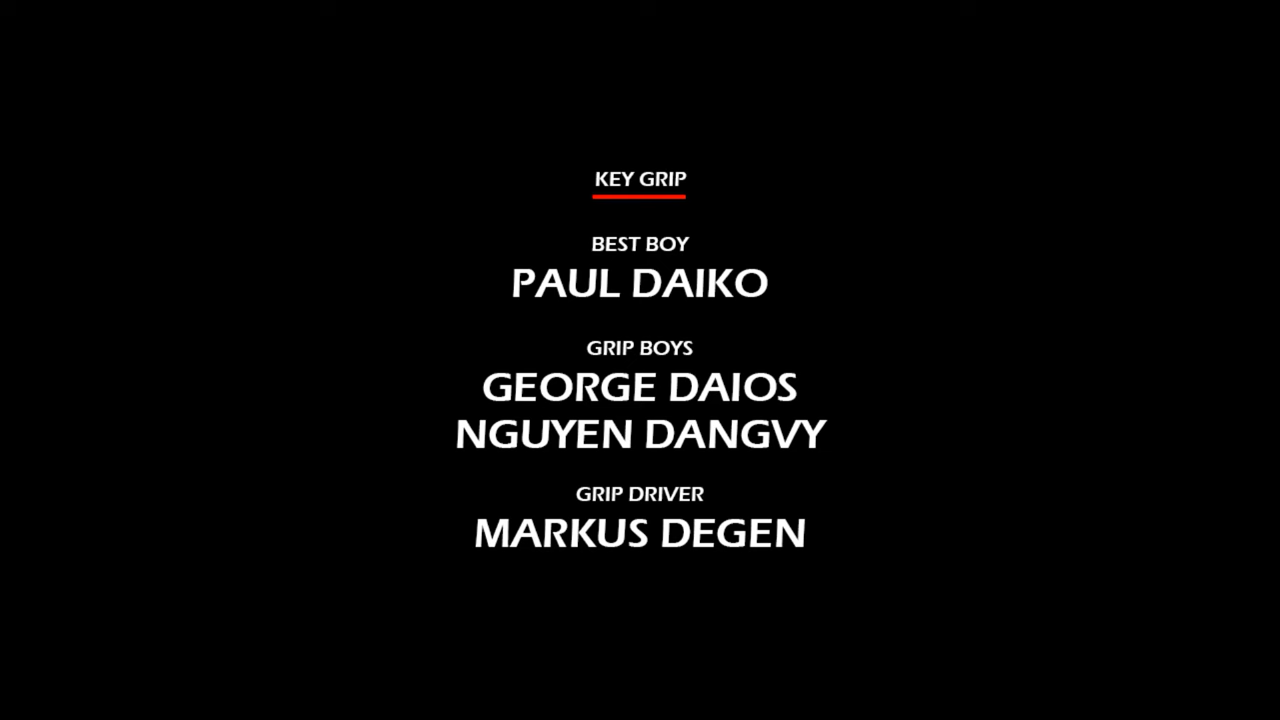 KEY GRIP
BEST BOY
PAUL DAIKO
GRIP BOYS
GEORGE DAIOS
NGUYEN DANGVY
GRIP DRIVER
MARKUS DEGEN